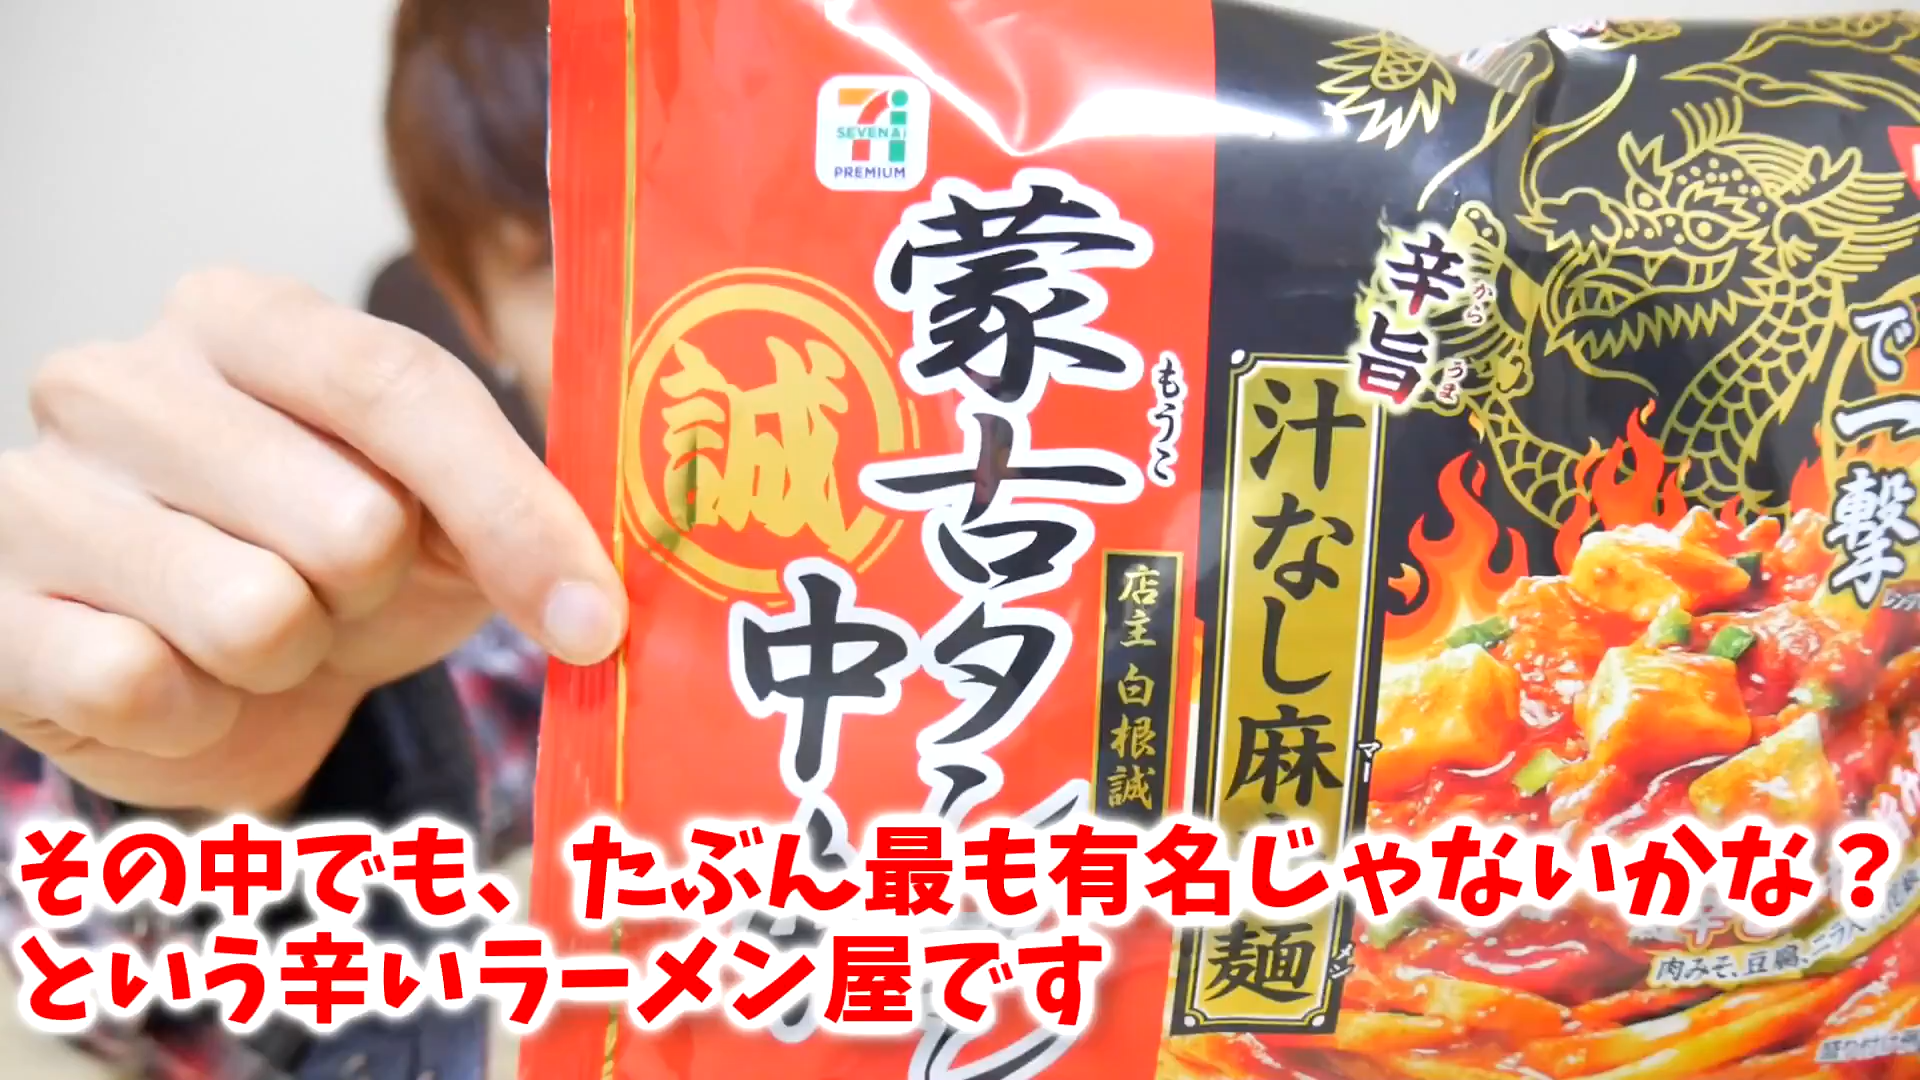 SEVEN&i
PREMIUM
蒙古タン
もうこ
中
誠
店主 白根誠
辛旨
から
うま
汁なし麻
麺
マー
メン
で一撃
肉みそ、豆腐、ニラ入
その中でも、たぶん最も有名じゃないかな？
という辛いラーメン屋です